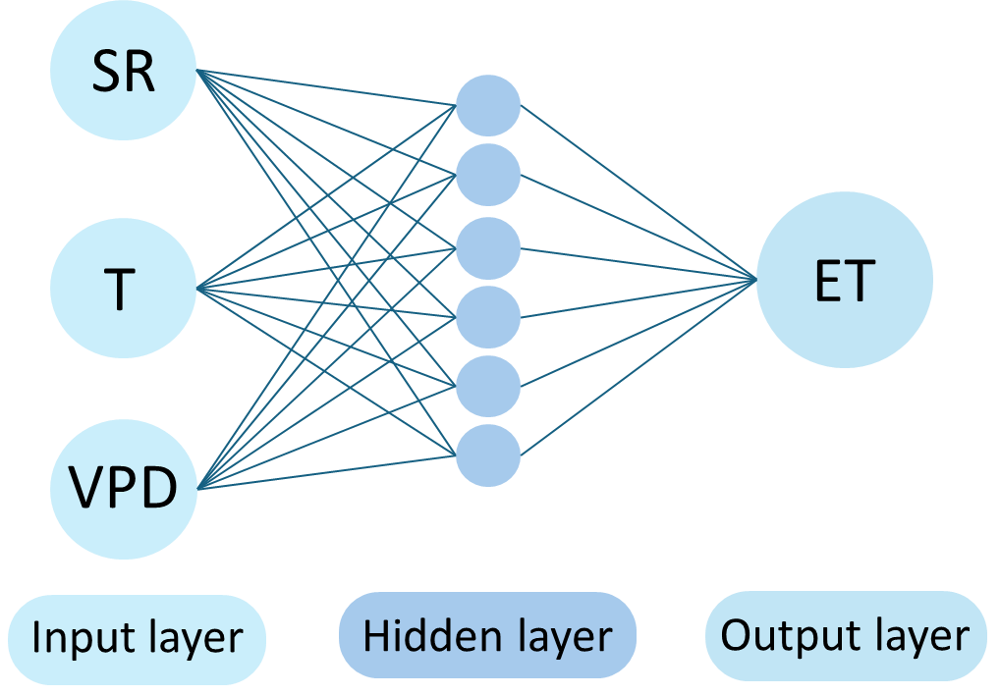 SR
T
VPD
ET
Input layer
Hidden layer
Output layer